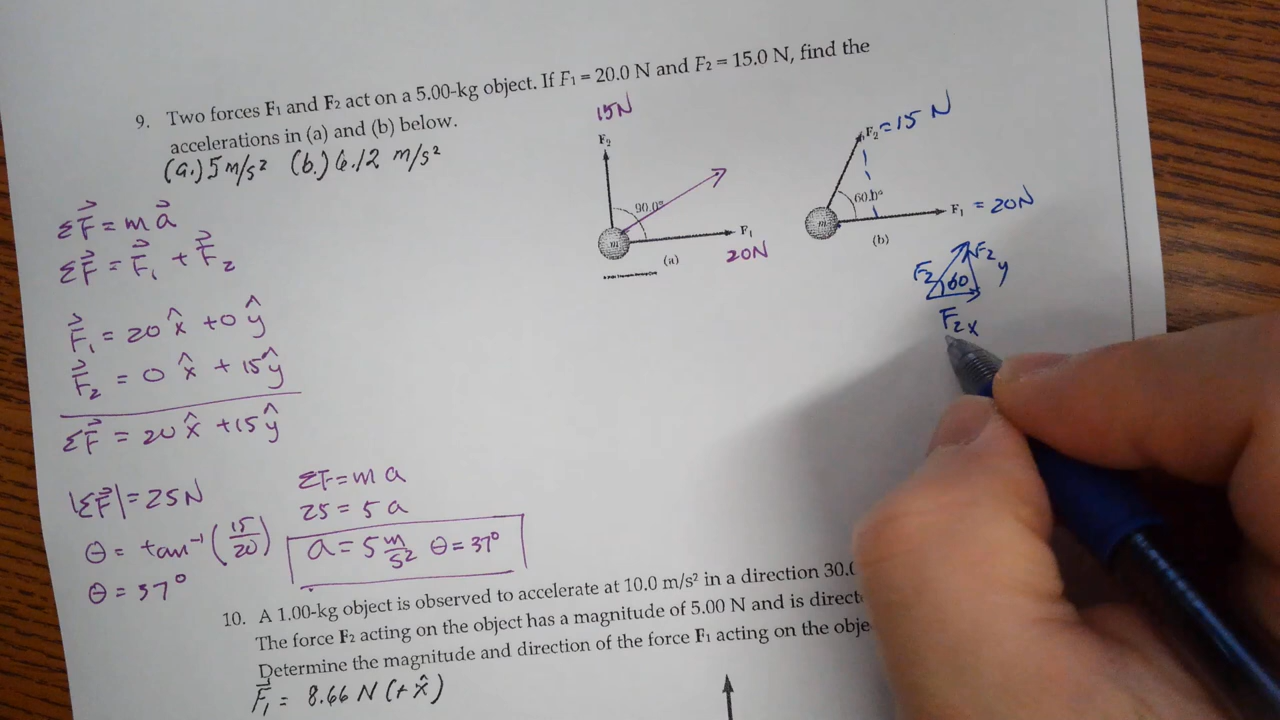 9. Two forces F₁ and F₂ act on a 5.00-kg object. If F₁ = 20.0 N and F₂ = 15.0 N, find the
accelerations in (a) and (b) below.
(a.) 5 m/s² (b.) 6.12 m/s²
15N
F₂
90.0°
m
F₁
20N
(a)
F₂ = 15 N
60.0°
m
F₁ = 20N
(b)
F₂
60
F₂y
F₂x
ΣF⃗ = m a⃗
ΣF⃗ = F⃗₁ + F⃗₂
F⃗₁ = 20 x̂ + 0 ŷ
F⃗₂ = 0 x̂ + 15 ŷ
ΣF⃗ = 20 x̂ + 15 ŷ
|ΣF⃗| = 25N
θ = tan⁻¹ (15/20)
θ = 37°
ΣF = m a
25 = 5 a
a = 5 m/s² θ = 37°
10. A 1.00-kg object is observed to accelerate at 10.0 m/s² in a direction 30.0
The force F₂ acting on the object has a magnitude of 5.00 N and is direct
Determine the magnitude and direction of the force F₁ acting on the obje
F⃗₁ = 8.66 N (+ x̂)